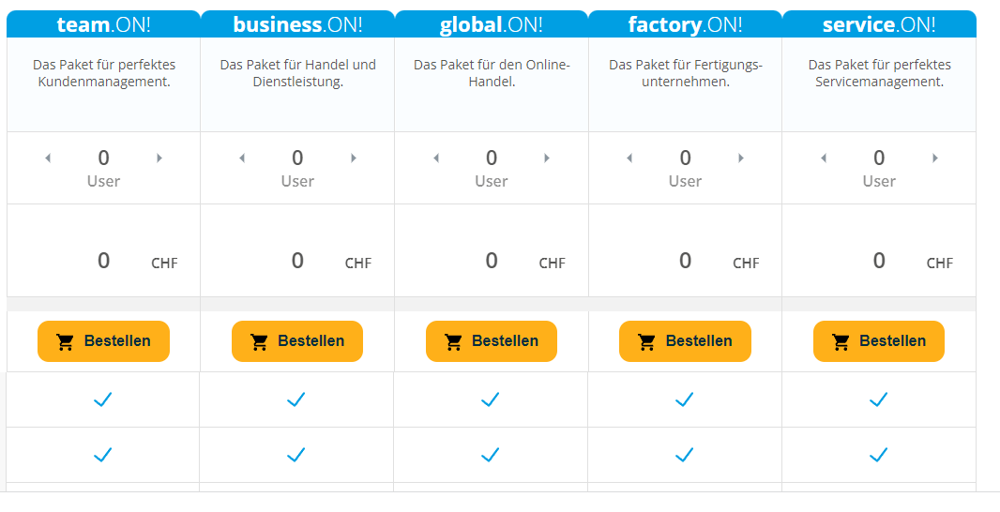 team.ON! business.ON! global.ON! factory.ON! service.ON!
Das Paket für perfektes Das Paket für Handel und Das Paket für den Online- Das Paket für Fertigungs- Das Paket für perfektes
Kundenmanagement. Dienstleistung. Handel. unternehmen. Servicemanagement.
0 0 0 0 0
User User User User User
0 CHF 0 CHF 0 CHF 0 CHF 0 CHF
Bestellen Bestellen Bestellen Bestellen Bestellen